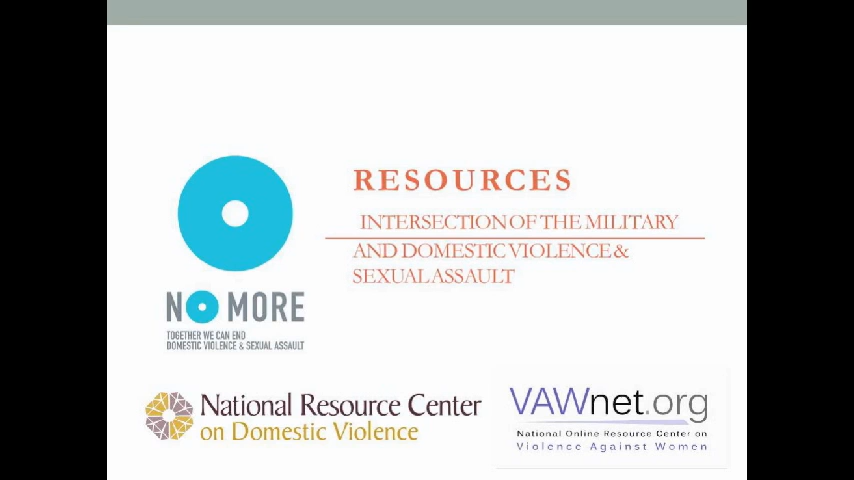 RESOURCES
INTERSECTION OF THE MILITARY
AND DOMESTIC VIOLENCE &
SEXUAL ASSAULT
NO MORE
TOGETHER WE CAN END
DOMESTIC VIOLENCE & SEXUAL ASSAULT
National Resource Center
on Domestic Violence
VAWnet.org
National Online Resource Center on
Violence Against Women